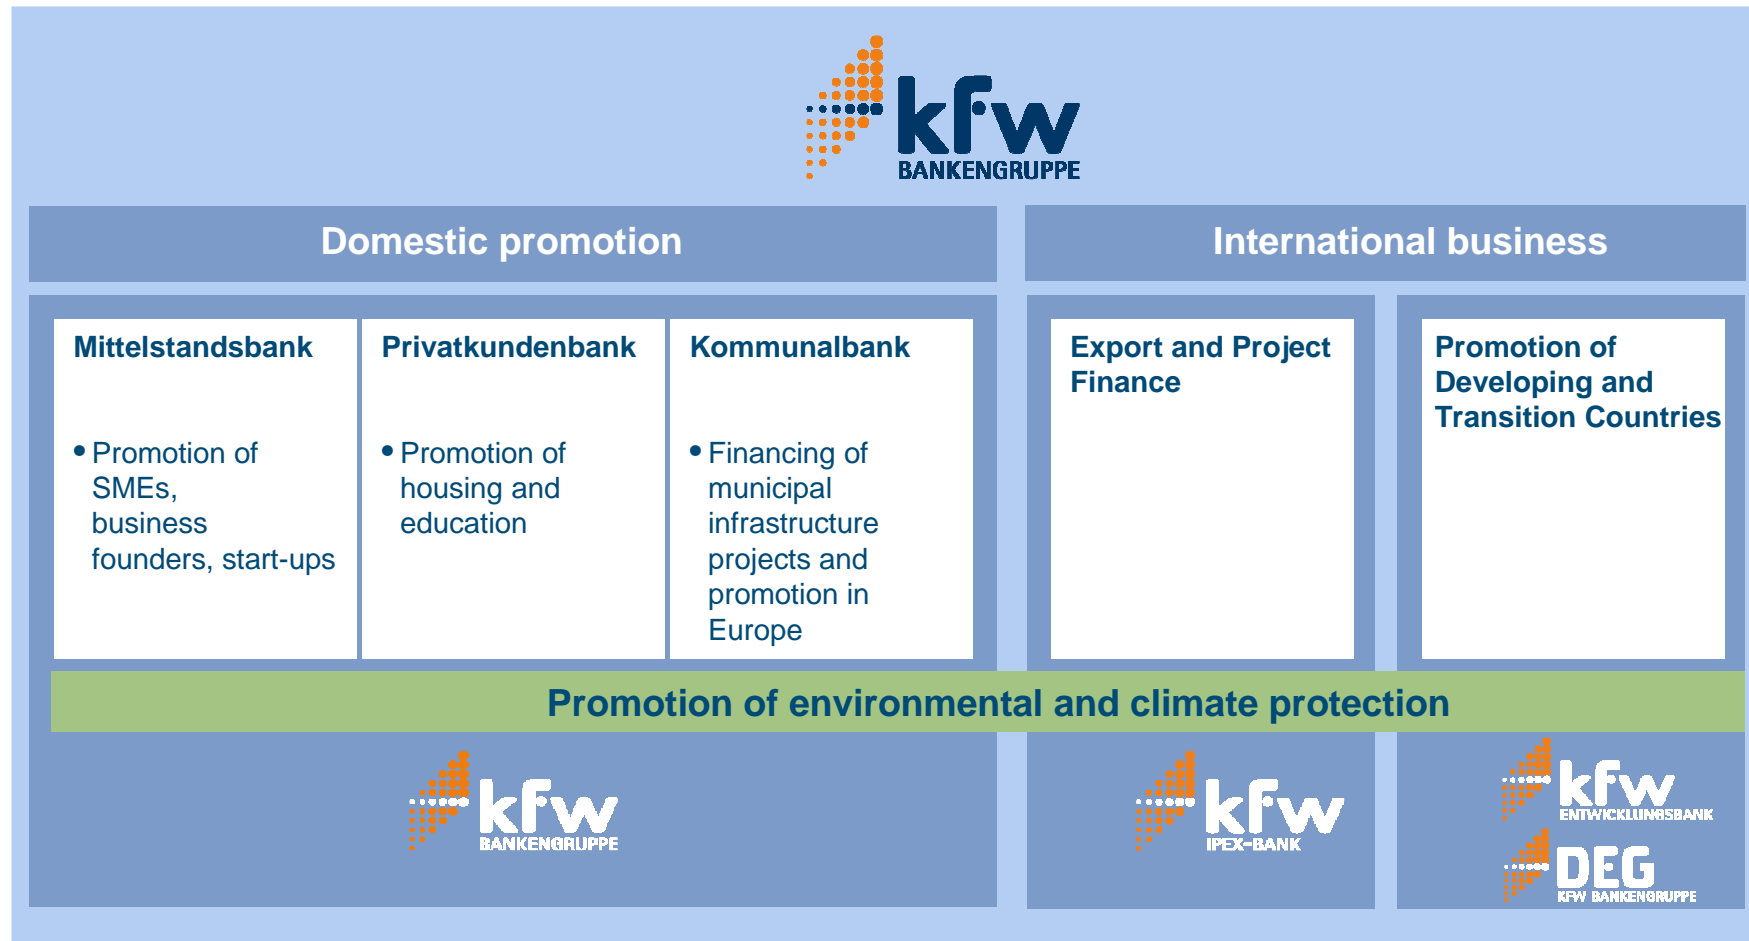 kfw
BANKENGRUPPE
Domestic promotion
International business
Mittelstandsbank
• Promotion of
SMEs,
business
founders, start-ups
Privatkundenbank
• Promotion of
housing and
education
Kommunalbank
• Financing of
municipal
infrastructure
projects and
promotion in
Europe
Export and Project
Finance
Promotion of
Developing and
Transition Countries
Promotion of environmental and climate protection
kfw
BANKENGRUPPE
kfw
IPEX-BANK
kfw
ENTWICKLUNGSBANK
DEG
KFW BANKENGRUPPE